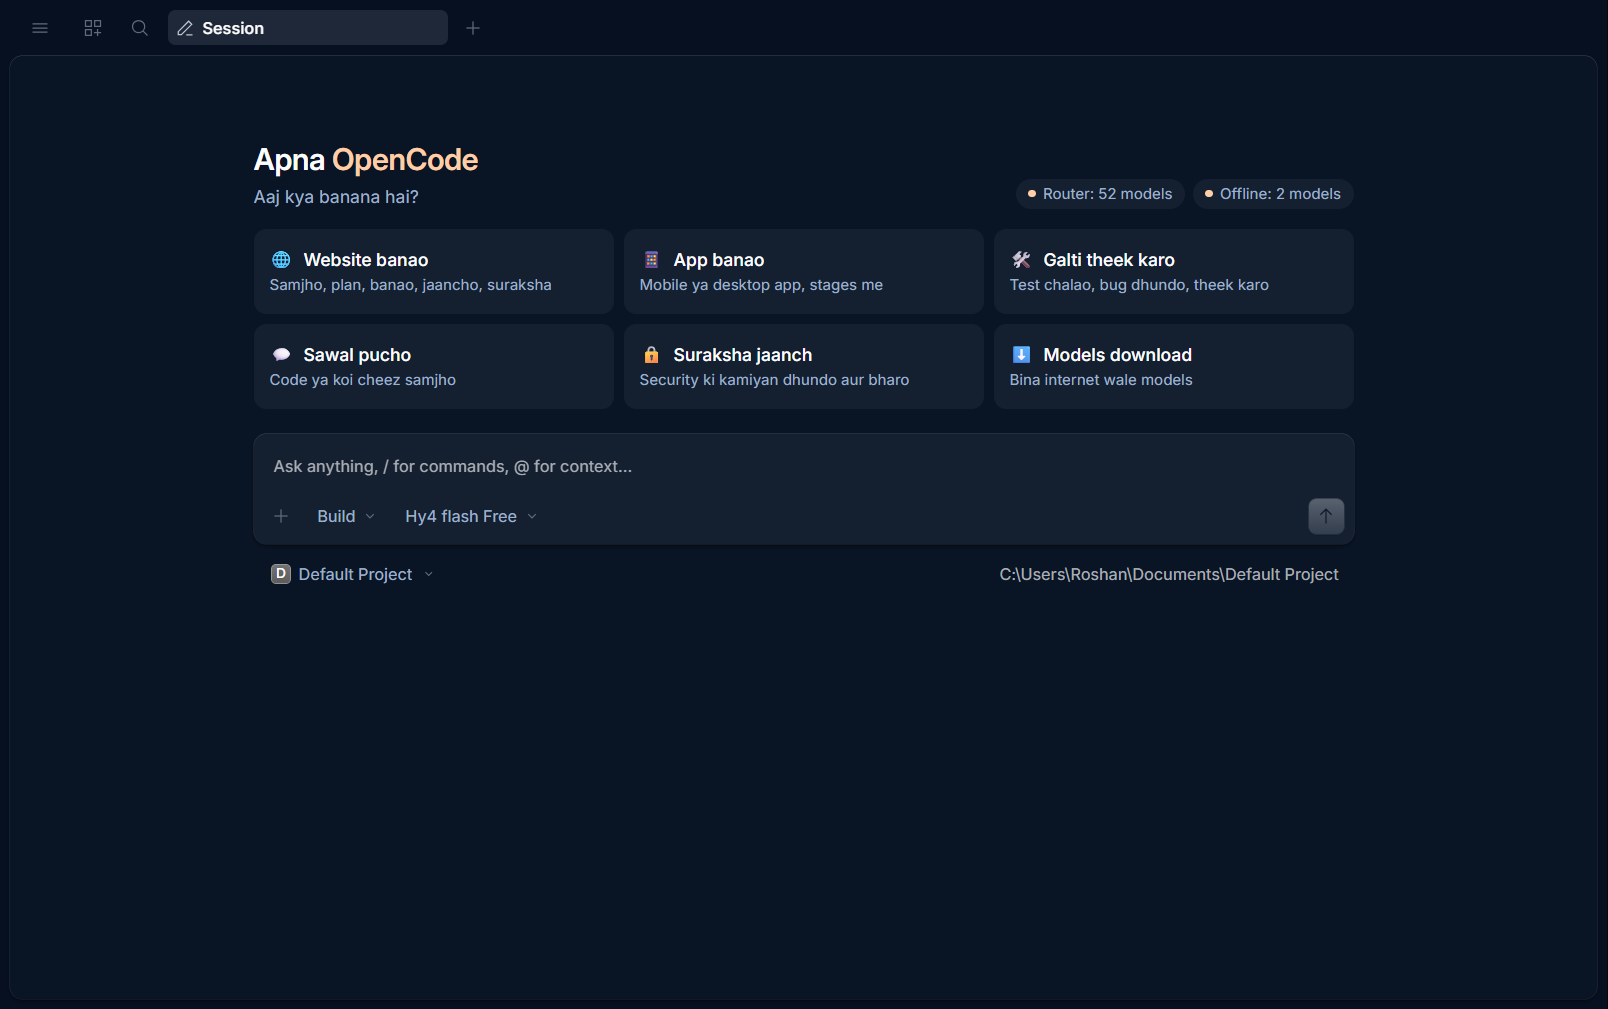 Session
Apna OpenCode
Aaj kya banana hai?
Router: 52 models
Offline: 2 models
Website banao
Samjho, plan, banao, jaancho, suraksha
App banao
Mobile ya desktop app, stages me
Galti theek karo
Test chalao, bug dhundo, theek karo
Sawal pucho
Code ya koi cheez samjho
Suraksha jaanch
Security ki kamiyan dhundo aur bharo
Models download
Bina internet wale models
Ask anything, / for commands, @ for context...
Build
Hy4 flash Free
D Default Project
C:\Users\Roshan\Documents\Default Project